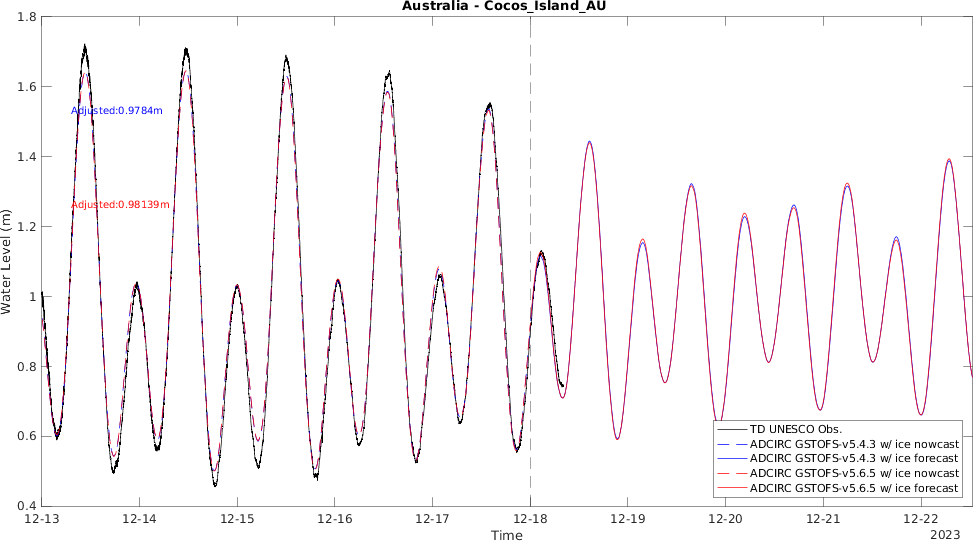 Australia - Cocos_Island_AU
1.8
1.6
1.4
1.2
1
0.8
0.6
0.4
Water Level (m)
Adjusted:0.9784m
Adjusted:0.98139m
TD UNESCO Obs.
ADCIRC GSTOFS-v5.4.3 w/ ice nowcast
ADCIRC GSTOFS-v5.4.3 w/ ice forecast
ADCIRC GSTOFS-v5.6.5 w/ ice nowcast
ADCIRC GSTOFS-v5.6.5 w/ ice forecast
12-13 12-14 12-15 12-16 12-17 12-18 12-19 12-20 12-21 12-22
Time
2023